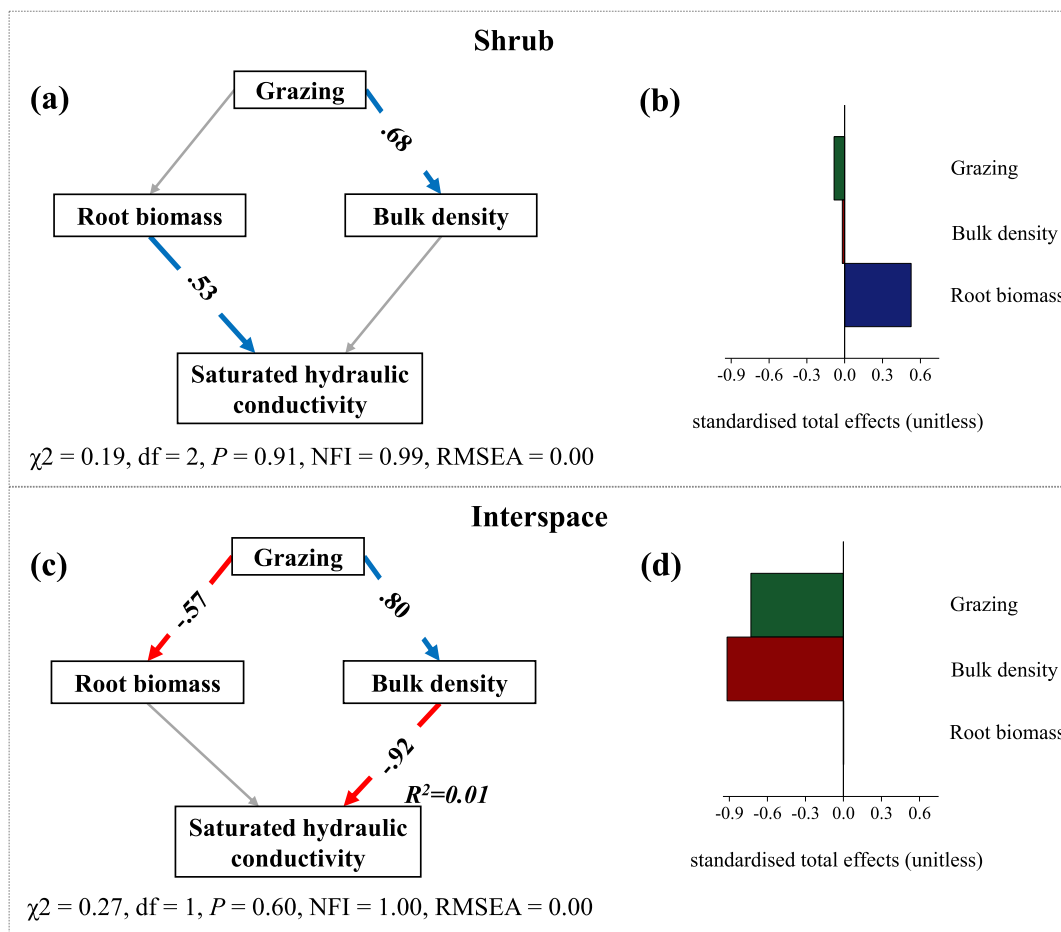 Shrub
(a)
Grazing
.68
Root biomass
Bulk density
.53
Saturated hydraulic
conductivity
χ2 = 0.19, df = 2, P = 0.91, NFI = 0.99, RMSEA = 0.00
(b)
Grazing
Bulk density
Root biomass
-0.9 -0.6 -0.3 0.0 0.3 0.6
standardised total effects (unitless)
Interspace
(c)
Grazing
-.57
.80
Root biomass
Bulk density
-.92
R²=0.01
Saturated hydraulic
conductivity
χ2 = 0.27, df = 1, P = 0.60, NFI = 1.00, RMSEA = 0.00
(d)
Grazing
Bulk density
Root biomass
-0.9 -0.6 -0.3 0.0 0.3 0.6
standardised total effects (unitless)